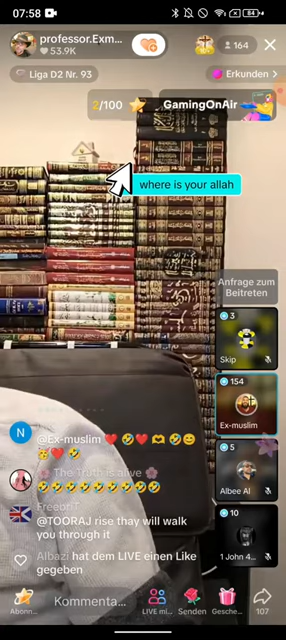 07:58
84
professor.Exm...
53.9K
164
Liga D2 Nr. 93
Erkunden
2/100
GamingOnAir
where is your allah
Anfrage zum
Beitreten
3
Skip
154
Ex-muslim
5
Albee Al
10
1 John 4...
N
@Ex-muslim ❤️ 🤣❤️🫶🤣😊
🥳❤️🤣
🌸 The Truth is alive 🌸
🤣🤣🤣🤣🤣🤣🤣🤣🤣
@TOORAJ rise thay will walk
you through it
Albazi hat dem LIVE einen Like
gegeben
Abonn...
Kommenta...
LIVE mi...
Senden
Gesche...
107